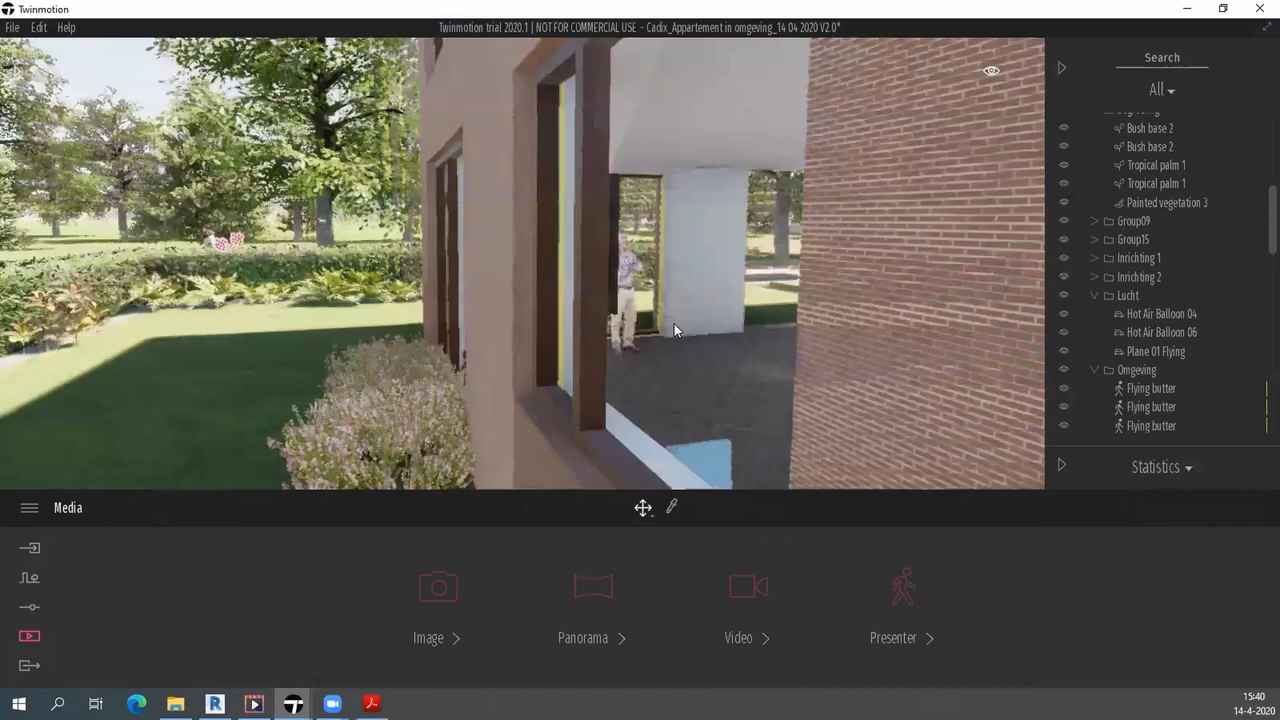 Twinmotion
File Edit Help
Twinmotion trial 2020.1 | NOT FOR COMMERCIAL USE - Cadix_Appartement in omgeving_14 04 2020 V2.0*
Search
All
Bush base 2
Bush base 2
Tropical palm 1
Tropical palm 1
Painted vegetation 3
Group09
Group15
Inrichting 1
Inrichting 2
Lucht
Hot Air Balloon 04
Hot Air Balloon 06
Plane 01 Flying
Omgeving
Flying butter
Flying butter
Flying butter
Statistics
Media
Image
Panorama
Video
Presenter
15:40
14-4-2020